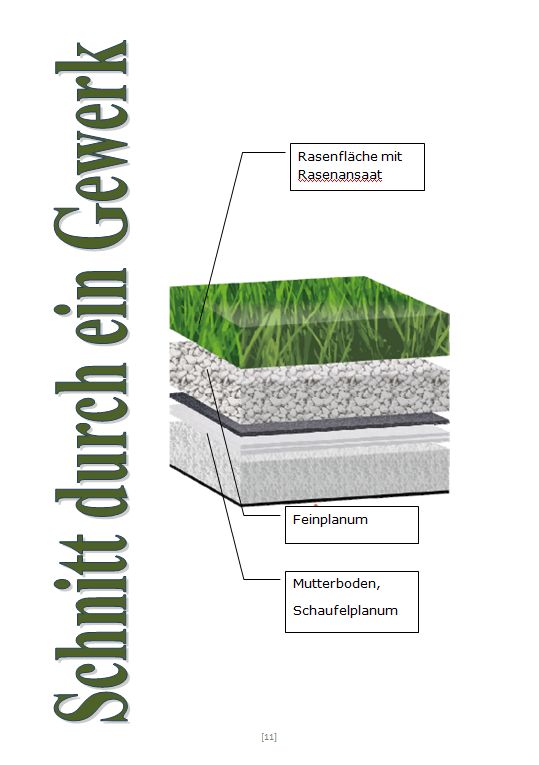 Schnitt durch ein Gewerk
Rasenfläche mit
Rasenansaat
Feinplanum
Mutterboden,
Schaufelplanum
[11]